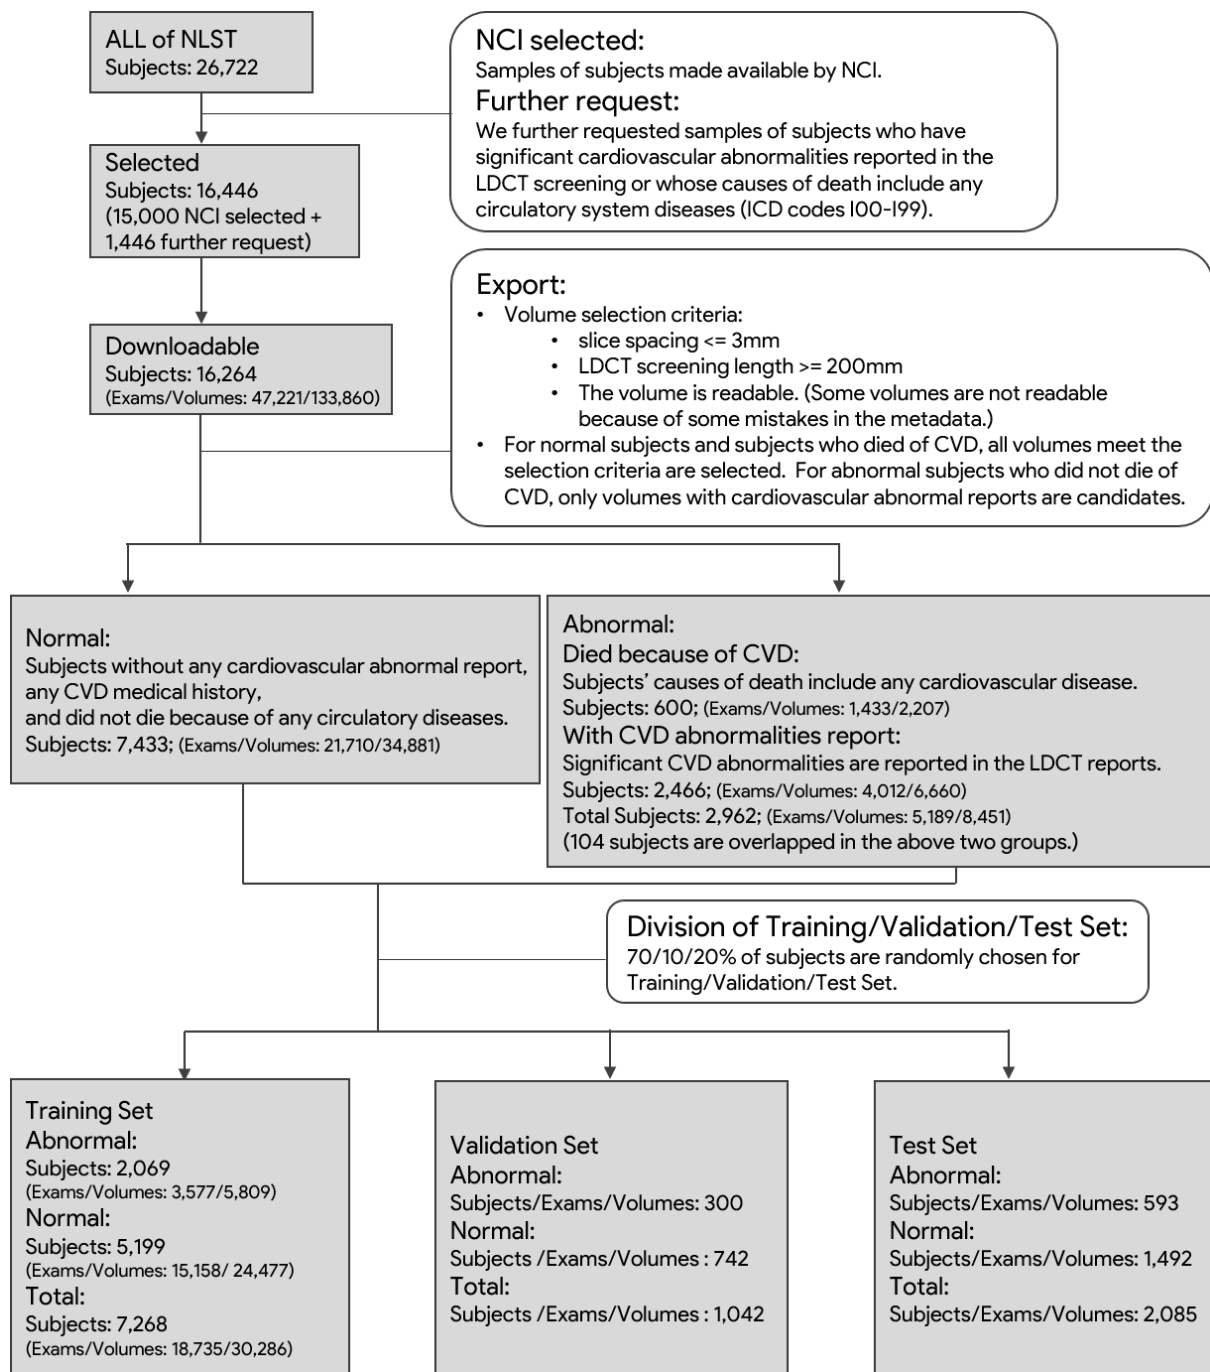 ALL of NLST
Subjects: 26,722
NCI selected:
Samples of subjects made available by NCI.
Further request:
We further requested samples of subjects who have
significant cardiovascular abnormalities reported in the
LDCT screening or whose causes of death include any
circulatory system diseases (ICD codes I00-I99).
Selected
Subjects: 16,446
(15,000 NCI selected +
1,446 further request)
Export:
• Volume selection criteria:
• slice spacing <= 3mm
• LDCT screening length >= 200mm
• The volume is readable. (Some volumes are not readable
because of some mistakes in the metadata.)
• For normal subjects and subjects who died of CVD, all volumes meet the
selection criteria are selected. For abnormal subjects who did not die of
CVD, only volumes with cardiovascular abnormal reports are candidates.
Downloadable
Subjects: 16,264
(Exams/Volumes: 47,221/133,860)
Normal:
Subjects without any cardiovascular abnormal report,
any CVD medical history,
and did not die because of any circulatory diseases.
Subjects: 7,433; (Exams/Volumes: 21,710/34,881)
Abnormal:
Died because of CVD:
Subjects' causes of death include any cardiovascular disease.
Subjects: 600; (Exams/Volumes: 1,433/2,207)
With CVD abnormalities report:
Significant CVD abnormalities are reported in the LDCT reports.
Subjects: 2,466; (Exams/Volumes: 4,012/6,660)
Total Subjects: 2,962; (Exams/Volumes: 5,189/8,451)
(104 subjects are overlapped in the above two groups.)
Division of Training/Validation/Test Set:
70/10/20% of subjects are randomly chosen for
Training/Validation/Test Set.
Training Set
Abnormal:
Subjects: 2,069
(Exams/Volumes: 3,577/5,809)
Normal:
Subjects: 5,199
(Exams/Volumes: 15,158/ 24,477)
Total:
Subjects: 7,268
(Exams/Volumes: 18,735/30,286)
Validation Set
Abnormal:
Subjects/Exams/Volumes: 300
Normal:
Subjects /Exams/Volumes : 742
Total:
Subjects /Exams/Volumes : 1,042
Test Set
Abnormal:
Subjects/Exams/Volumes: 593
Normal:
Subjects/Exams/Volumes: 1,492
Total:
Subjects/Exams/Volumes: 2,085